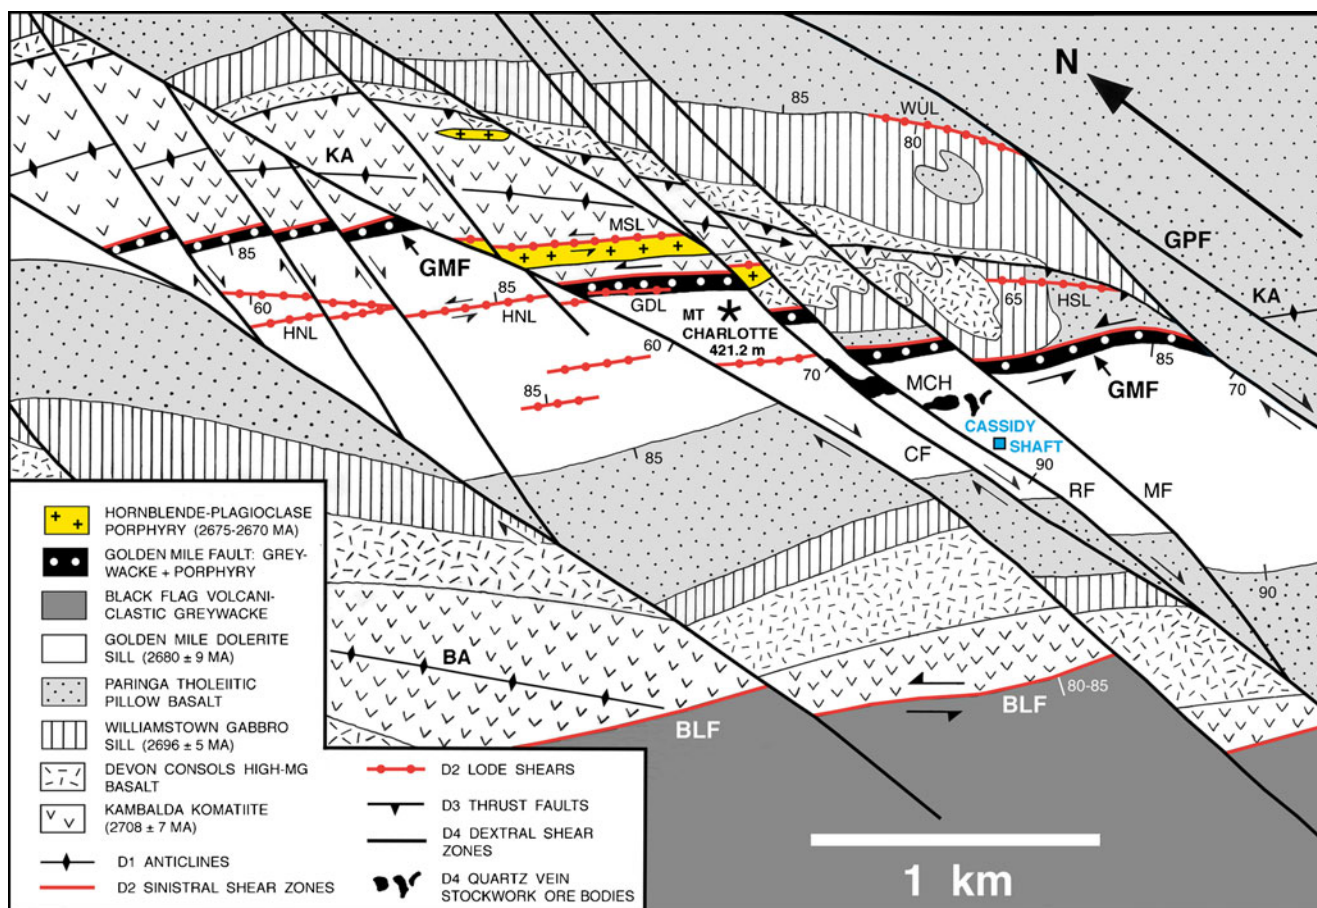 N
85
WUL
80
KA
GPF
MSL
85
GMF
KA
60
85
HNL
HNL
GDL
MT
CHARLOTTE
421.2 m
60
65
HSL
85
GMF
70
70
MCH
CASSIDY
SHAFT
85
85
CF
90
RF
MF
90
BA
80-85
BLF
BLF
HORNBLENDE-PLAGIOCLASE
PORPHYRY (2675-2670 MA)
GOLDEN MILE FAULT: GREY-
WACKE + PORPHYRY
BLACK FLAG VOLCANI-
CLASTIC GREYWACKE
GOLDEN MILE DOLERITE
SILL (2680 ± 9 MA)
PARINGA THOLEIITIC
PILLOW BASALT
WILLIAMSTOWN GABBRO
SILL (2696 ± 5 MA)
DEVON CONSOLS HIGH-MG
BASALT
KAMBALDA KOMATIITE
(2708 ± 7 MA)
D1 ANTICLINES
D2 SINISTRAL SHEAR ZONES
D2 LODE SHEARS
D3 THRUST FAULTS
D4 DEXTRAL SHEAR
ZONES
D4 QUARTZ VEIN
STOCKWORK ORE BODIES
1 km